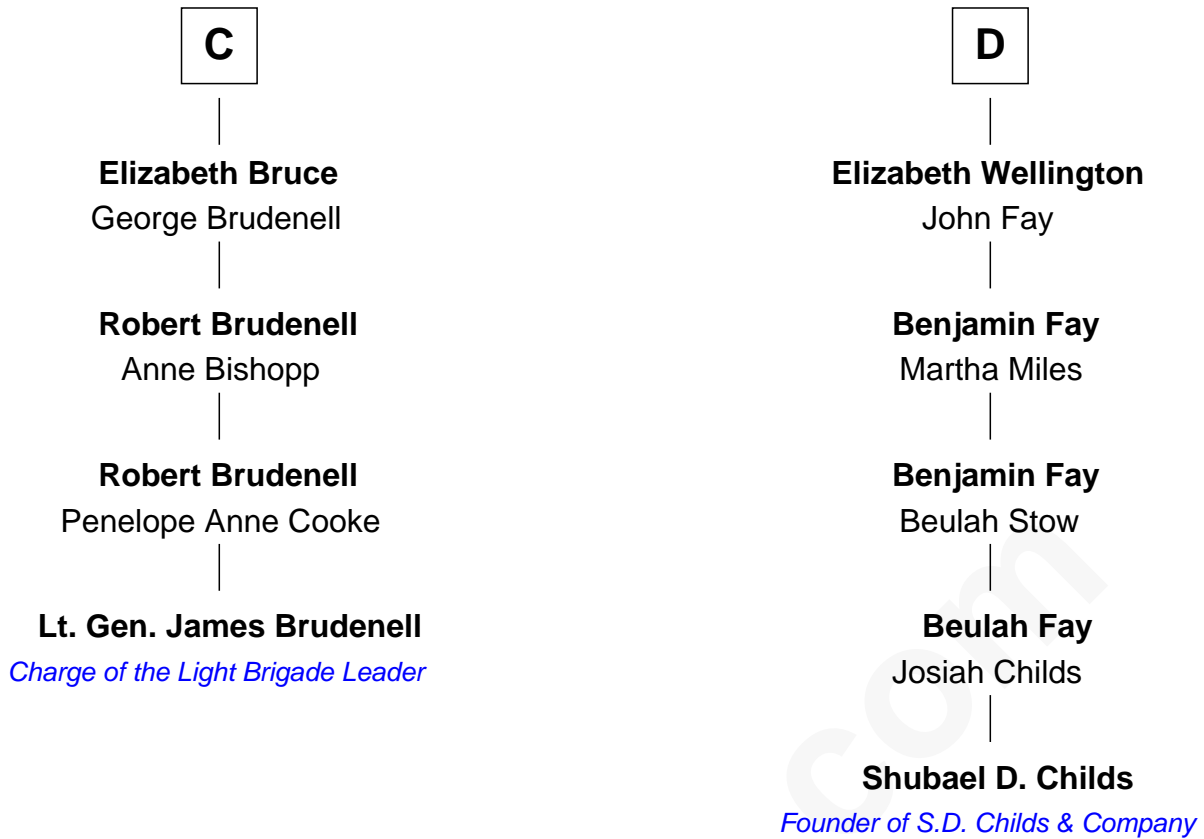 C
Elizabeth Bruce
George Brudenell
Robert Brudenell
Anne Bishopp
Robert Brudenell
Penelope Anne Cooke
Lt. Gen. James Brudenell
Charge of the Light Brigade Leader
D
Elizabeth Wellington
John Fay
Benjamin Fay
Martha Miles
Benjamin Fay
Beulah Stow
Beulah Fay
Josiah Childs
Shubael D. Childs
Founder of S.D. Childs & Company
com